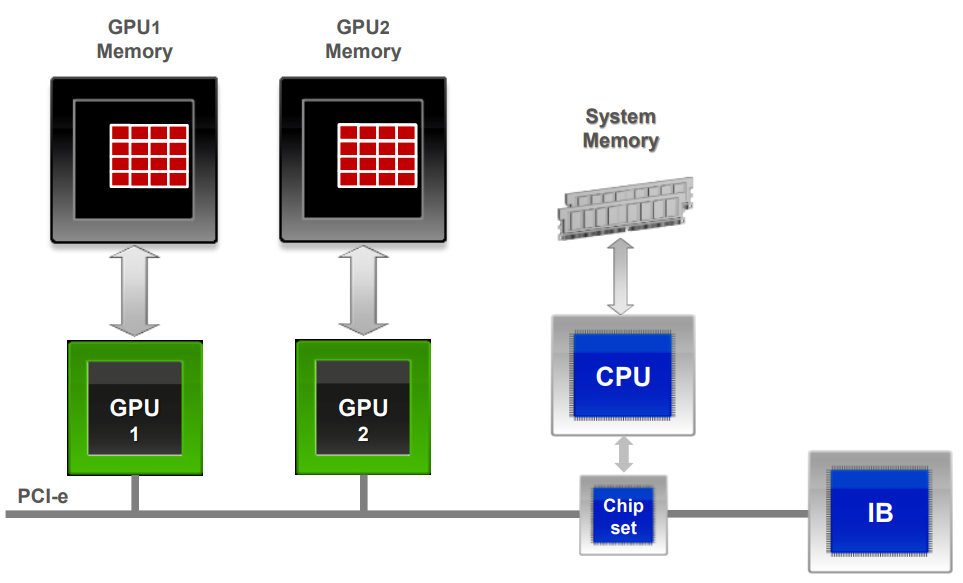 GPU1
Memory
GPU2
Memory
System
Memory
GPU
1
GPU
2
CPU
PCI-e
Chip
set
IB